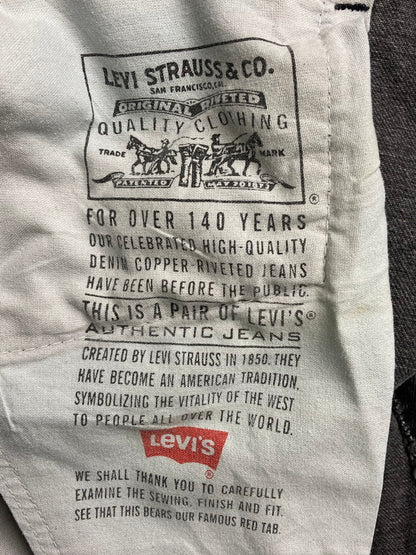 LEVI STRAUSS & CO.
SAN FRANCISCO, CAL.
ORIGINAL RIVETED
QUALITY CLOTHING
TRADE MARK
PATENTED MAY 20 1873
®
FOR OVER 140 YEARS
OUR CELEBRATED HIGH-QUALITY
DENIM COPPER-RIVETED JEANS
HAVE BEEN BEFORE THE PUBLIC.
THIS IS A PAIR OF LEVI'S®
AUTHENTIC JEANS
CREATED BY LEVI STRAUSS IN 1850. THEY
HAVE BECOME AN AMERICAN TRADITION,
SYMBOLIZING THE VITALITY OF THE WEST
TO PEOPLE ALL OVER THE WORLD.
LEVI'S
®
WE SHALL THANK YOU TO CAREFULLY
EXAMINE THE SEWING, FINISH AND FIT.
SEE THAT THIS BEARS OUR FAMOUS RED TAB.